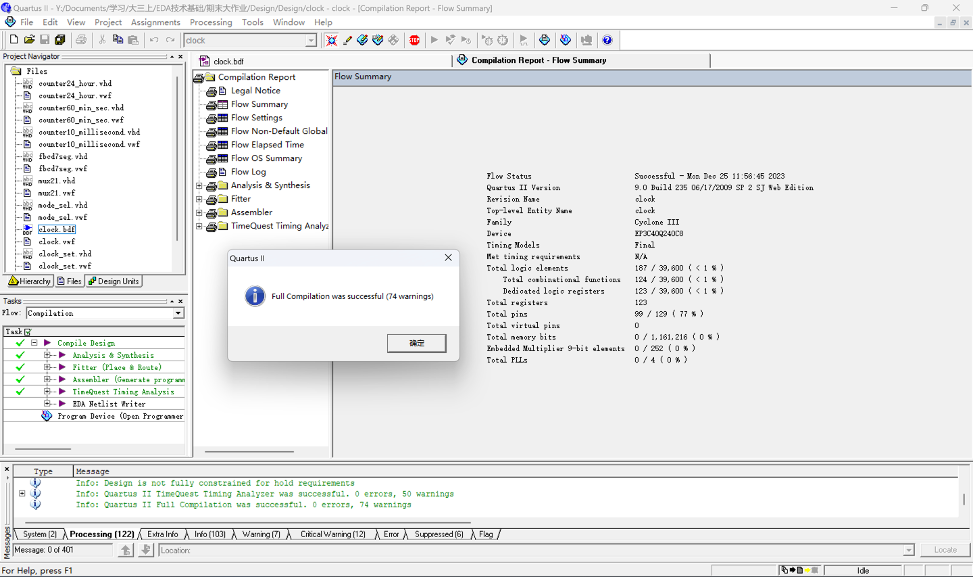 Quartus II - Y:/Documents/学习/大三上/EDA技术基础/期末大作业/Design/Design/clock - clock - [Compilation Report - Flow Summary]
File Edit View Project Assignments Processing Tools Window Help
clock
Project Navigator
Files
counter24_hour.vhd
counter24_hour.vwf
counter60_min_sec.vhd
counter60_min_sec.vwf
counter10_millisecond.vhd
counter10_millisecond.vwf
fbcd7seg.vhd
fbcd7seg.vwf
mux21.vhd
mux21.vwf
mode_sel.vhd
mode_sel.vwf
clock.bdf
clock.vwf
clock_set.vhd
clock_set.vwf
Hierarchy Files Design Units
Tasks
Flow: Compilation
Task
Compile Design
Analysis & Synthesis
Fitter (Place & Route)
Assembler (Generate programm
TimeQuest Timing Analysis
EDA Netlist Writer
Program Device (Open Programmer
clock.bdf
Compilation Report - Flow Summary
Compilation Report
Legal Notice
Flow Summary
Flow Settings
Flow Non-Default Global
Flow Elapsed Time
Flow OS Summary
Flow Log
Analysis & Synthesis
Fitter
Assembler
TimeQuest Timing Analyz
Flow Summary
Flow Status Successful - Mon Dec 25 11:56:45 2023
Quartus II Version 9.0 Build 235 06/17/2009 SP 2 SJ Web Edition
Revision Name clock
Top-level Entity Name clock
Family Cyclone III
Device EP3C40Q240C8
Timing Models Final
Met timing requirements N/A
Total logic elements 187 / 39,600 ( < 1 % )
Total combinational functions 124 / 39,600 ( < 1 % )
Dedicated logic registers 123 / 39,600 ( < 1 % )
Total registers 123
Total pins 99 / 129 ( 77 % )
Total virtual pins 0
Total memory bits 0 / 1,161,216 ( 0 % )
Embedded Multiplier 9-bit elements 0 / 252 ( 0 % )
Total PLLs 0 / 4 ( 0 % )
Quartus II
Full Compilation was successful (74 warnings)
确定
Type Message
Info: Design is not fully constrained for hold requirements
Info: Quartus II TimeQuest Timing Analyzer was successful. 0 errors, 50 warnings
Info: Quartus II Full Compilation was successful. 0 errors, 74 warnings
System (2) Processing (122) Extra Info Info (103) Warning (7) Critical Warning (12) Error Suppressed (6) Flag
Messages
Message: 0 of 401 Location: Locate
For Help, press F1 Idle